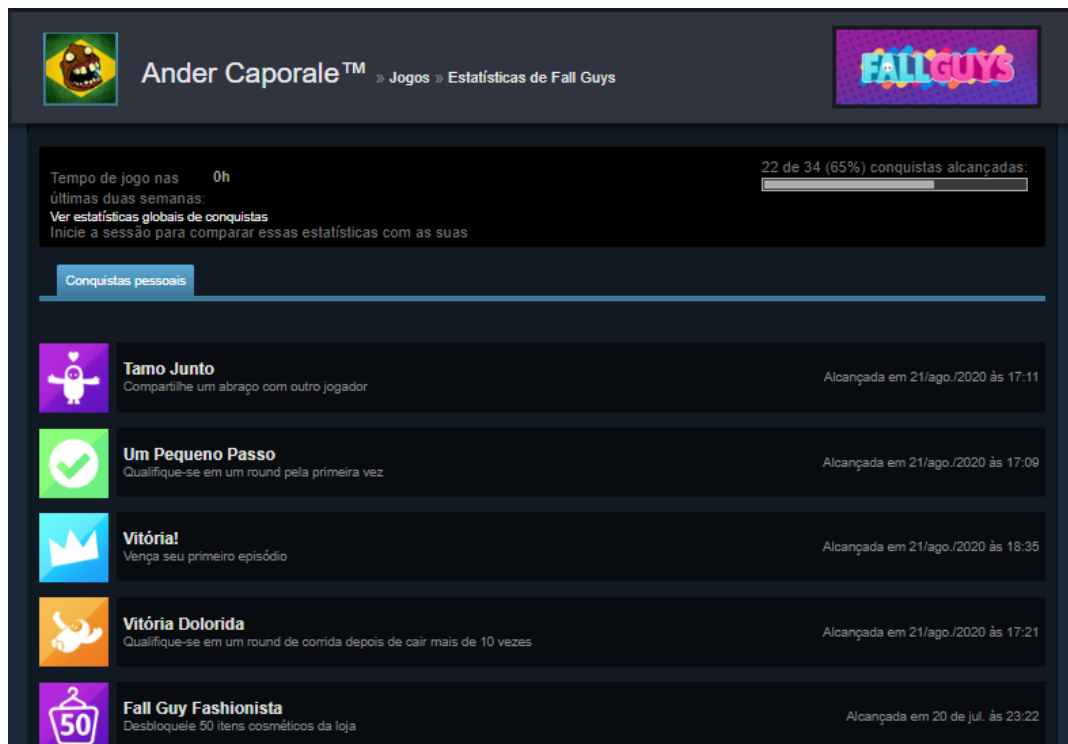 Ander Caporale™ » Jogos » Estatísticas de Fall Guys
FALL GUYS
Tempo de jogo nas últimas duas semanas: 0h
22 de 34 (65%) conquistas alcançadas:
Ver estatísticas globais de conquistas
Inicie a sessão para comparar essas estatísticas com as suas
Conquistas pessoais
Tamo Junto
Compartilhe um abraço com outro jogador
Alcançada em 21/ago./2020 às 17:11
Um Pequeno Passo
Qualifique-se em um round pela primeira vez
Alcançada em 21/ago./2020 às 17:09
Vitória!
Vença seu primeiro episódio
Alcançada em 21/ago./2020 às 18:35
Vitória Dolorida
Qualifique-se em um round de corrida depois de cair mais de 10 vezes
Alcançada em 21/ago./2020 às 17:21
50
Fall Guy Fashionista
Desbloqueie 50 itens cosméticos da loja
Alcançada em 20 de jul. às 23:22